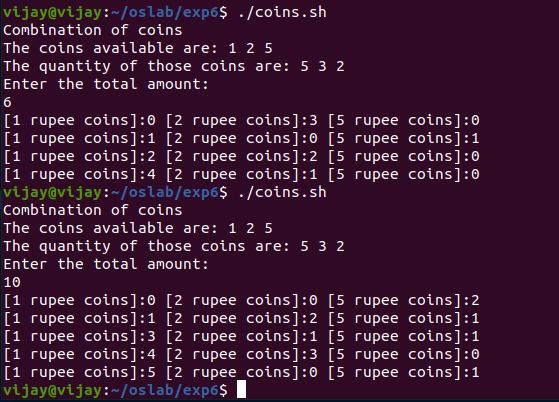 vijay@vijay:~/oslab/exp6$ ./coins.sh
Combination of coins
The coins available are: 1 2 5
The quantity of those coins are: 5 3 2
Enter the total amount:
6
[1 rupee coins]:0 [2 rupee coins]:3 [5 rupee coins]:0
[1 rupee coins]:1 [2 rupee coins]:0 [5 rupee coins]:1
[1 rupee coins]:2 [2 rupee coins]:2 [5 rupee coins]:0
[1 rupee coins]:4 [2 rupee coins]:1 [5 rupee coins]:0
vijay@vijay:~/oslab/exp6$ ./coins.sh
Combination of coins
The coins available are: 1 2 5
The quantity of those coins are: 5 3 2
Enter the total amount:
10
[1 rupee coins]:0 [2 rupee coins]:0 [5 rupee coins]:2
[1 rupee coins]:1 [2 rupee coins]:2 [5 rupee coins]:1
[1 rupee coins]:3 [2 rupee coins]:1 [5 rupee coins]:1
[1 rupee coins]:4 [2 rupee coins]:3 [5 rupee coins]:0
[1 rupee coins]:5 [2 rupee coins]:0 [5 rupee coins]:1
vijay@vijay:~/oslab/exp6$